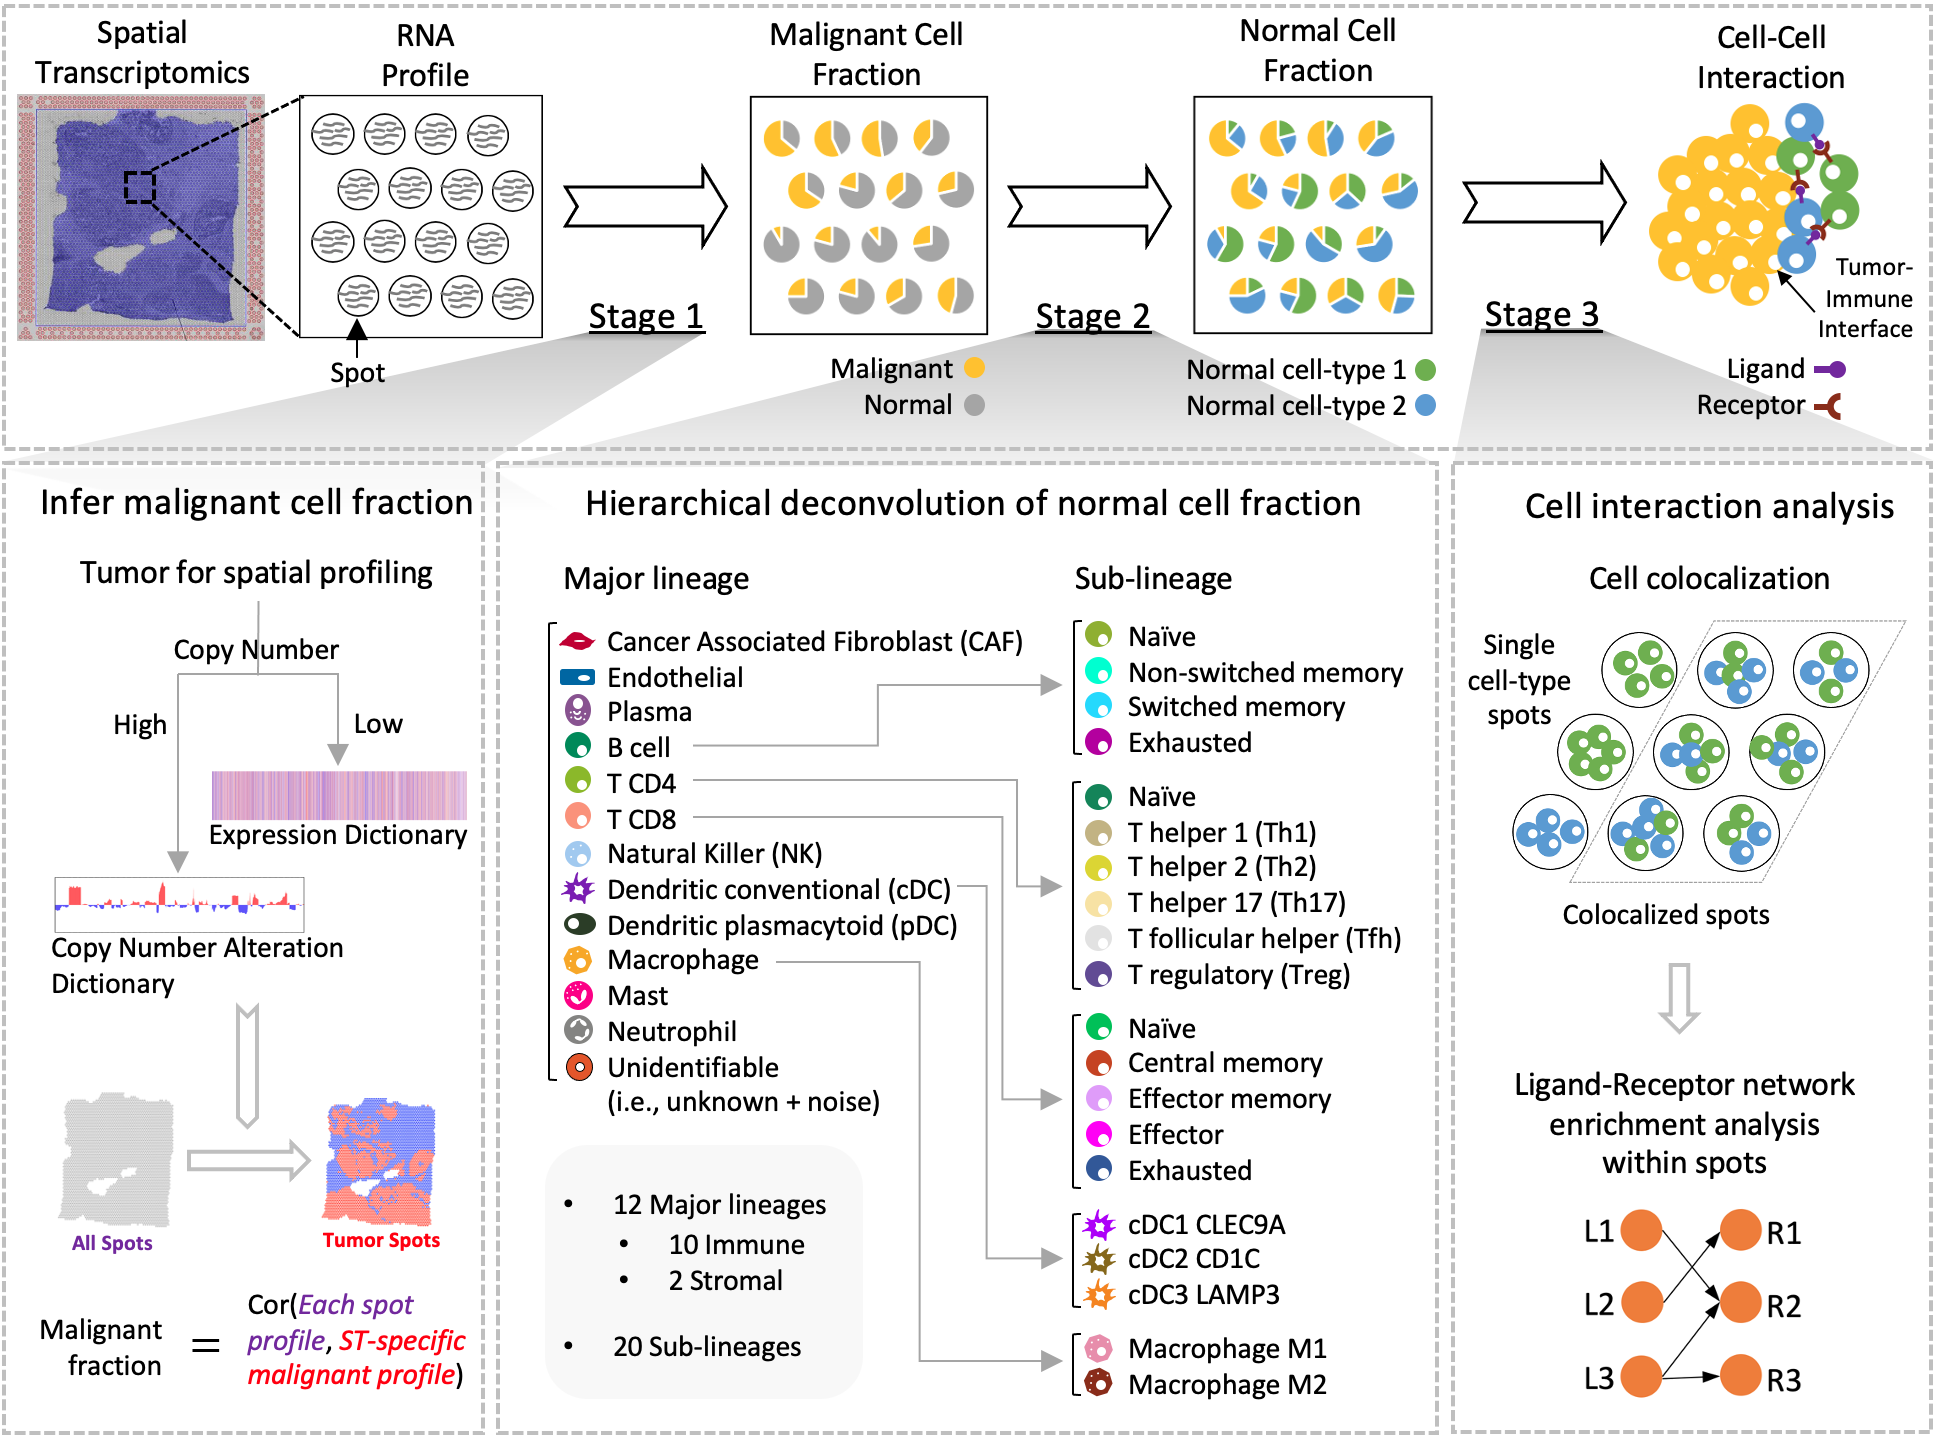 Spatial
Transcriptomics
RNA
Profile
Malignant Cell
Fraction
Normal Cell
Fraction
Cell-Cell
Interaction
Stage 1
Stage 2
Stage 3
Spot
Malignant
Normal
Normal cell-type 1
Normal cell-type 2
Tumor-
Immune
Interface
Ligand
Receptor
Infer malignant cell fraction
Tumor for spatial profiling
Copy Number
High
Low
Expression Dictionary
Copy Number Alteration
Dictionary
All Spots
Tumor Spots
Malignant
fraction
=
Cor(Each spot
profile, ST-specific
malignant profile)
Hierarchical deconvolution of normal cell fraction
Major lineage
Cancer Associated Fibroblast (CAF)
Endothelial
Plasma
B cell
T CD4
T CD8
Natural Killer (NK)
Dendritic conventional (cDC)
Dendritic plasmacytoid (pDC)
Macrophage
Mast
Neutrophil
Unidentifiable
(i.e., unknown + noise)
• 12 Major lineages
• 10 Immune
• 2 Stromal
• 20 Sub-lineages
Sub-lineage
Naïve
Non-switched memory
Switched memory
Exhausted
Naïve
T helper 1 (Th1)
T helper 2 (Th2)
T helper 17 (Th17)
T follicular helper (Tfh)
T regulatory (Treg)
Naïve
Central memory
Effector memory
Effector
Exhausted
cDC1 CLEC9A
cDC2 CD1C
cDC3 LAMP3
Macrophage M1
Macrophage M2
Cell interaction analysis
Cell colocalization
Single
cell-type
spots
Colocalized spots
Ligand-Receptor network
enrichment analysis
within spots
L1 R1
L2 R2
L3 R3